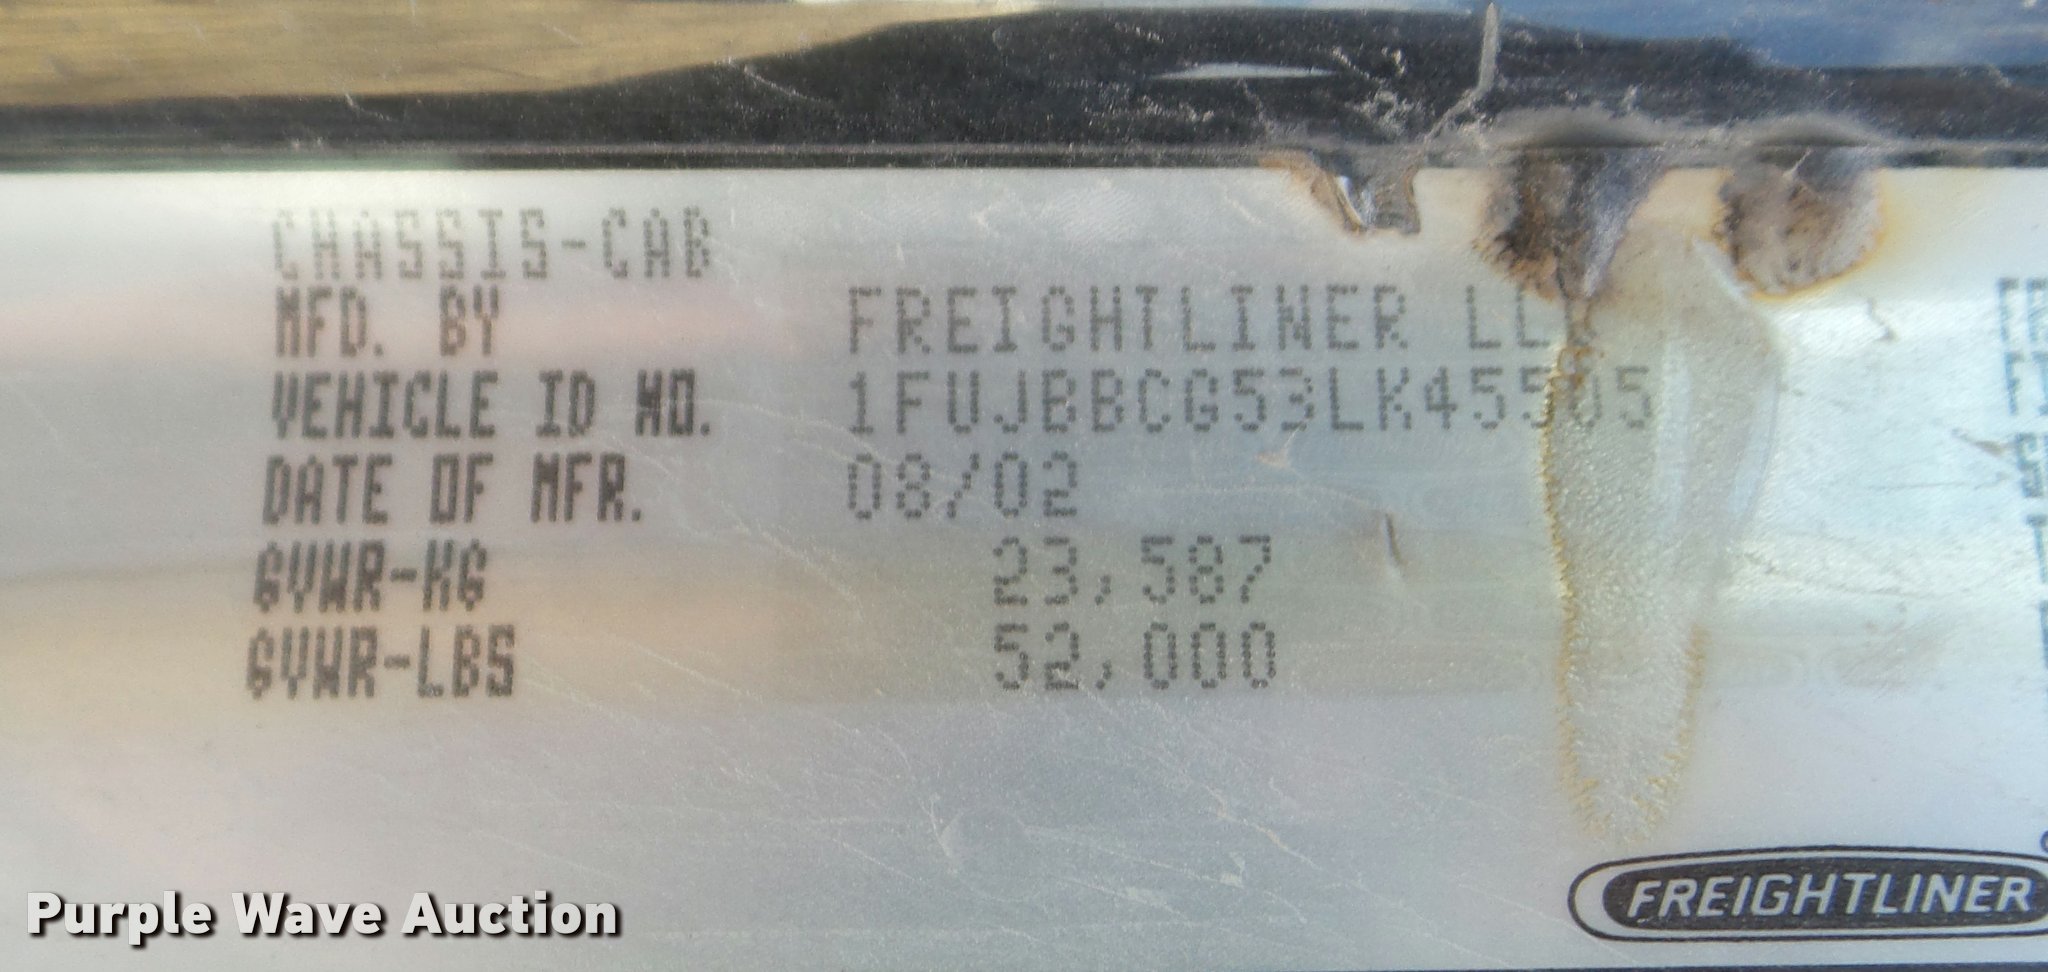 CHASSIS-CAB
MFD. BY FREIGHTLINER LLC
VEHICLE ID NO. 1FUJBBCG53LK45505
DATE OF MFR. 08/02
GVWR-KG 23,587
GVWR-LBS 52,000
FREIGHTLINER
Purple Wave Auction